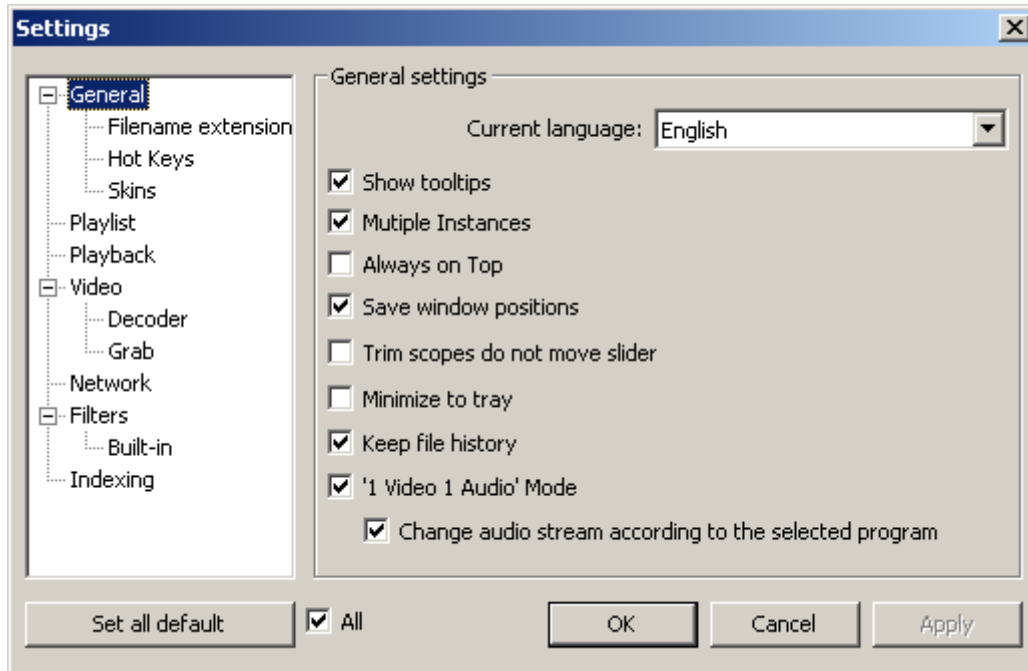 Settings
General
Filename extension
Hot Keys
Skins
Playlist
Playback
Video
Decoder
Grab
Network
Filters
Built-in
Indexing
General settings
Current language: English
Show tooltips
Mutiple Instances
Always on Top
Save window positions
Trim scopes do not move slider
Minimize to tray
Keep file history
'1 Video 1 Audio' Mode
Change audio stream according to the selected program
Set all default All OK Cancel Apply